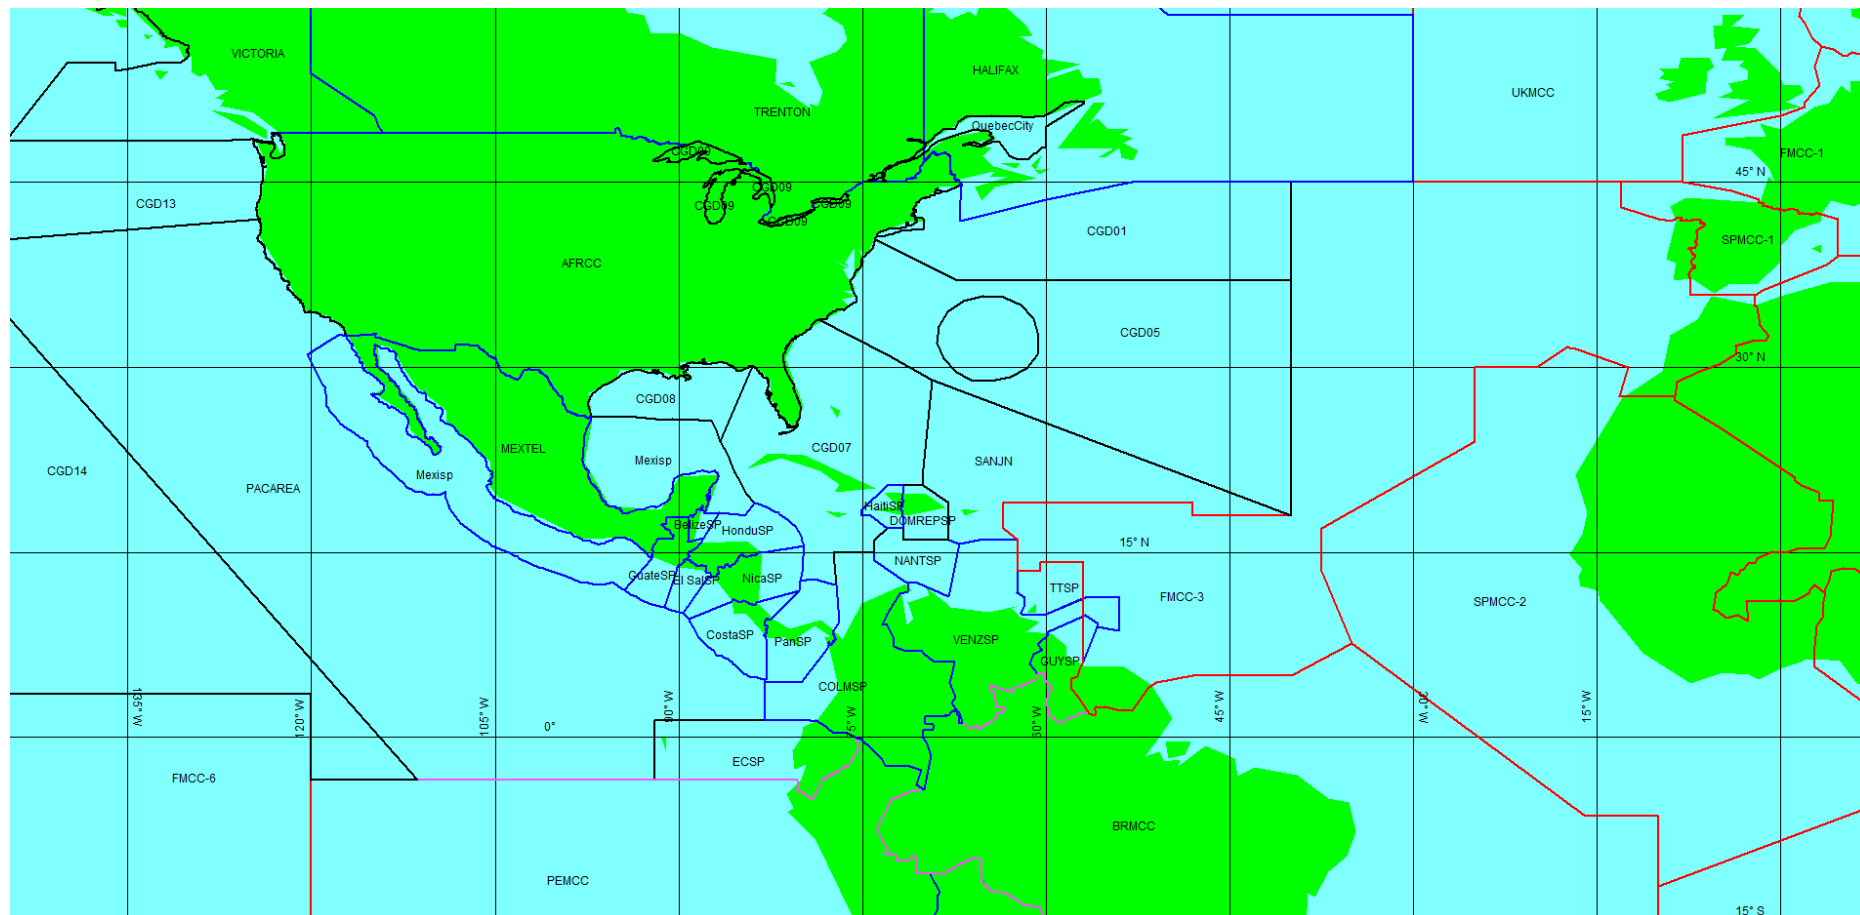 VICTORIA
HALIFAX
UKMCC
TRENTON
QuebecCity
CGD09
FMCC-1
45° N
CGD09
CGD13
CGD09
CGD09
CGD09
CGD01
SPMCC-1
AFRCC
CGD05
30° N
CGD08
MEXTEL
CGD07
Mexisp
SANJN
CGD14
Mexisp
PACAREA
HaitiSP
DOMREPSP
BelizeSP
HonduSP
15° N
NANTSP
GuateSP
El SalSP
NicaSP
TTSP
FMCC-3
SPMCC-2
CostaSP
PanSP
VENZSP
GUYSP
COLMSP
135° W
120° W
105° W
90° W
75° W
60° W
45° W
30° W
15° W
0°
ECSP
FMCC-6
BRMCC
PEMCC
15° S